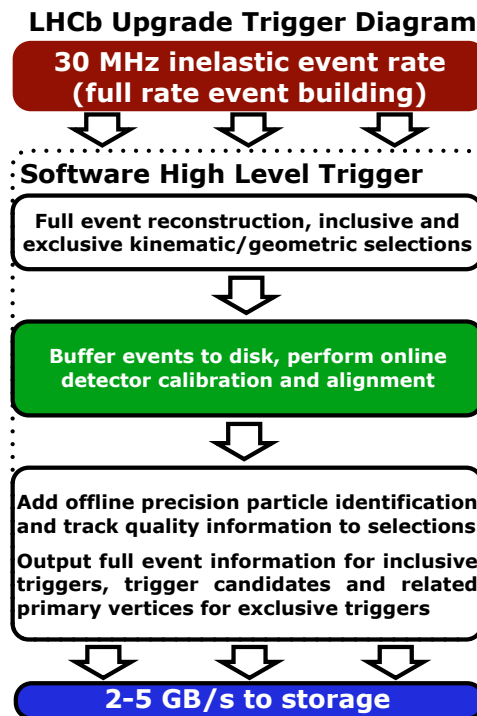 LHCb Upgrade Trigger Diagram
30 MHz inelastic event rate
(full rate event building)
Software High Level Trigger
Full event reconstruction, inclusive and
exclusive kinematic/geometric selections
Buffer events to disk, perform online
detector calibration and alignment
Add offline precision particle identification
and track quality information to selections
Output full event information for inclusive
triggers, trigger candidates and related
primary vertices for exclusive triggers
2-5 GB/s to storage